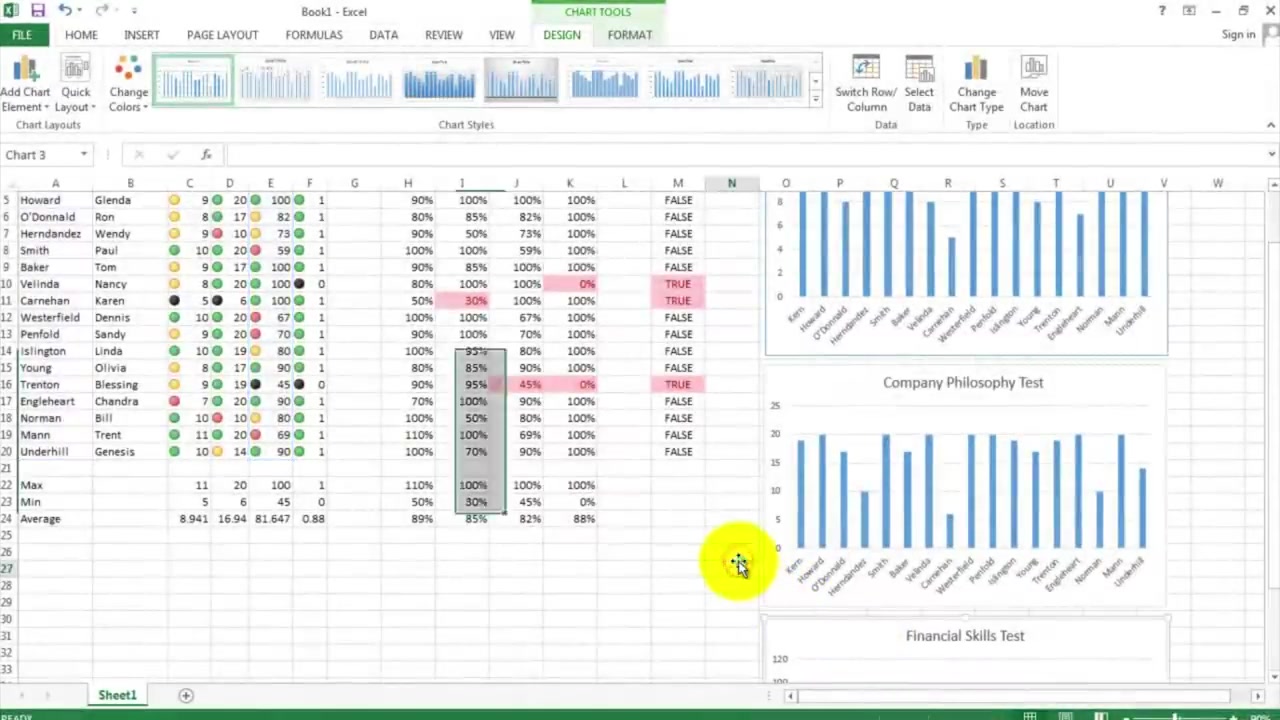 Book1 - Excel
CHART TOOLS
?
FILE
HOME
INSERT
PAGE LAYOUT
FORMULAS
DATA
REVIEW
VIEW
DESIGN
FORMAT
Sign in
Add Chart Element
Quick Layout
Change Colors
Switch Row/ Column
Select Data
Change Chart Type
Move Chart
Chart Layouts
Chart Styles
Data
Type
Location
Chart 3
fx
A B C D E F G H I J K L M N O P Q R S T U V W
5 Howard Glenda 9 20 100 1 90% 100% 100% 100% FALSE
6 O'Donnald Ron 8 17 82 1 80% 85% 82% 100% FALSE
7 Herndandez Wendy 9 10 73 1 90% 50% 73% 100% FALSE
8 Smith Paul 10 20 59 1 100% 100% 59% 100% FALSE
9 Baker Tom 9 17 100 1 90% 85% 100% 100% FALSE
10 Velinda Nancy 8 20 100 0 80% 100% 100% 0% TRUE
11 Carnehan Karen 5 6 100 1 50% 30% 100% 100% TRUE
12 Westerfield Dennis 10 20 67 1 100% 100% 67% 100% FALSE
13 Penfold Sandy 9 20 70 1 90% 100% 70% 100% FALSE
14 Islington Linda 10 19 80 1 100% 95% 80% 100% FALSE
15 Young Olivia 8 17 90 1 80% 85% 90% 100% FALSE
16 Trenton Blessing 9 19 45 0 90% 95% 45% 0% TRUE
17 Engleheart Chandra 7 20 90 1 70% 100% 90% 100% FALSE
18 Norman Bill 10 10 80 1 100% 50% 80% 100% FALSE
19 Mann Trent 11 20 69 1 110% 100% 69% 100% FALSE
20 Underhill Genesis 10 14 90 1 100% 70% 90% 100% FALSE
21
22 Max 11 20 100 1 110% 100% 100% 100%
23 Min 5 6 45 0 50% 30% 45% 0%
24 Average 8.941 16.94 81.647 0.88 89% 85% 82% 88%
25
26
27
28
29
30
31
32
33
8
6
4
2
0
Kern Howard O'Donnald Herndandez Smith Baker Velinda Carnehan Westerfield Penfold Islington Young Trenton Engleheart Norman Mann Underhill
Company Philosophy Test
25
20
15
10
5
0
Kern Howard O'Donnald Herndandez Smith Baker Velinda Carnehan Westerfield Penfold Islington Young Trenton Engleheart Norman Mann Underhill
Financial Skills Test
120
100
Sheet1
READY